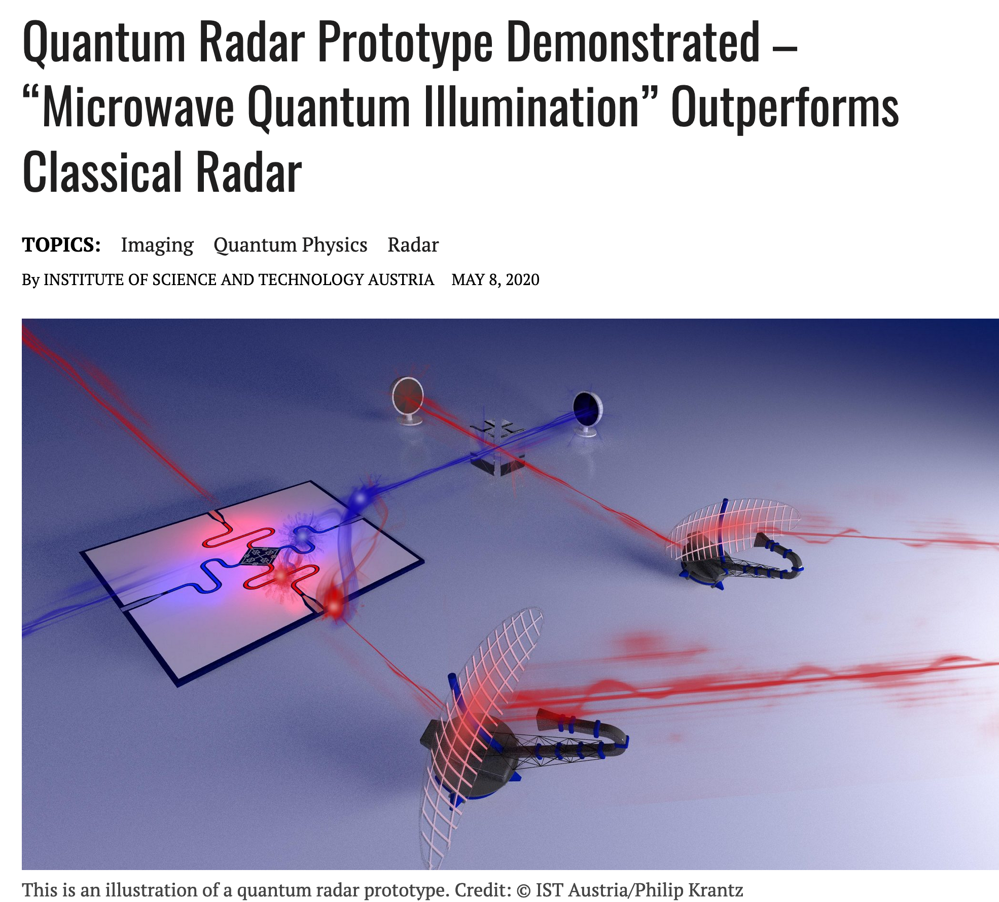 Quantum Radar Prototype Demonstrated –
“Microwave Quantum Illumination” Outperforms
Classical Radar
TOPICS: Imaging Quantum Physics Radar
By INSTITUTE OF SCIENCE AND TECHNOLOGY AUSTRIA MAY 8, 2020
This is an illustration of a quantum radar prototype. Credit: © IST Austria/Philip Krantz